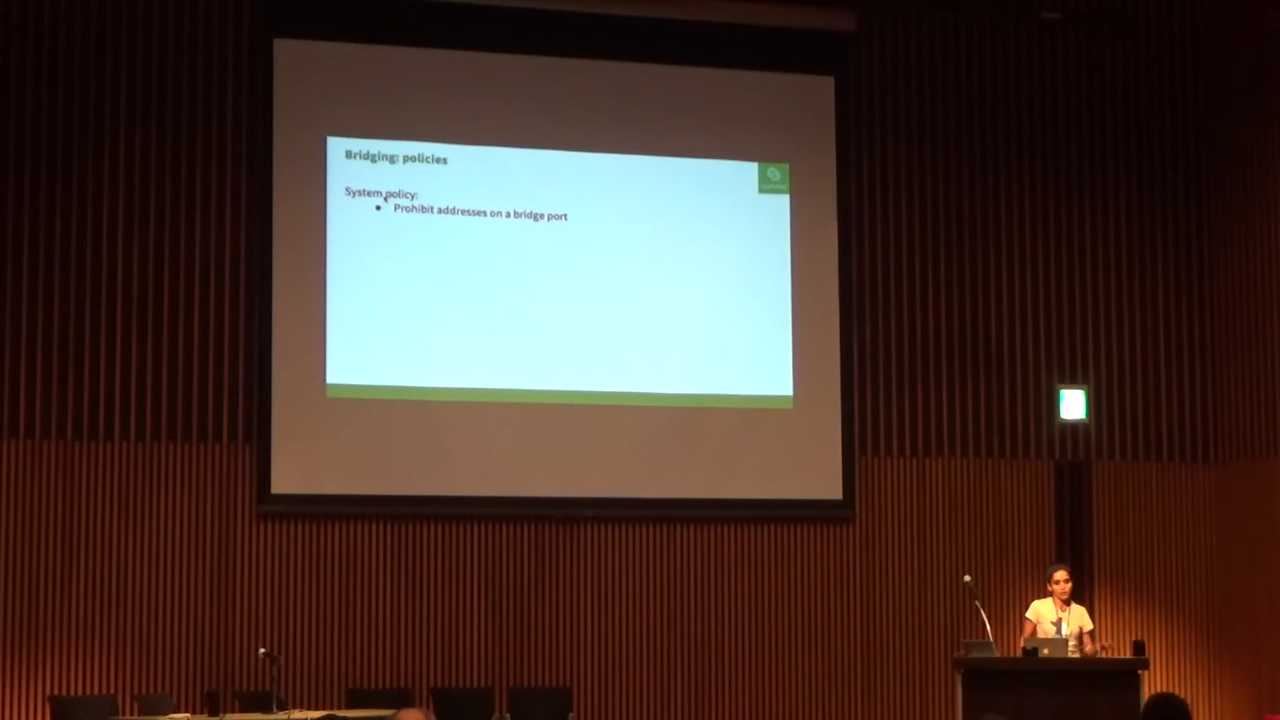 Bridging: policies
System policy:
Prohibit addresses on a bridge port